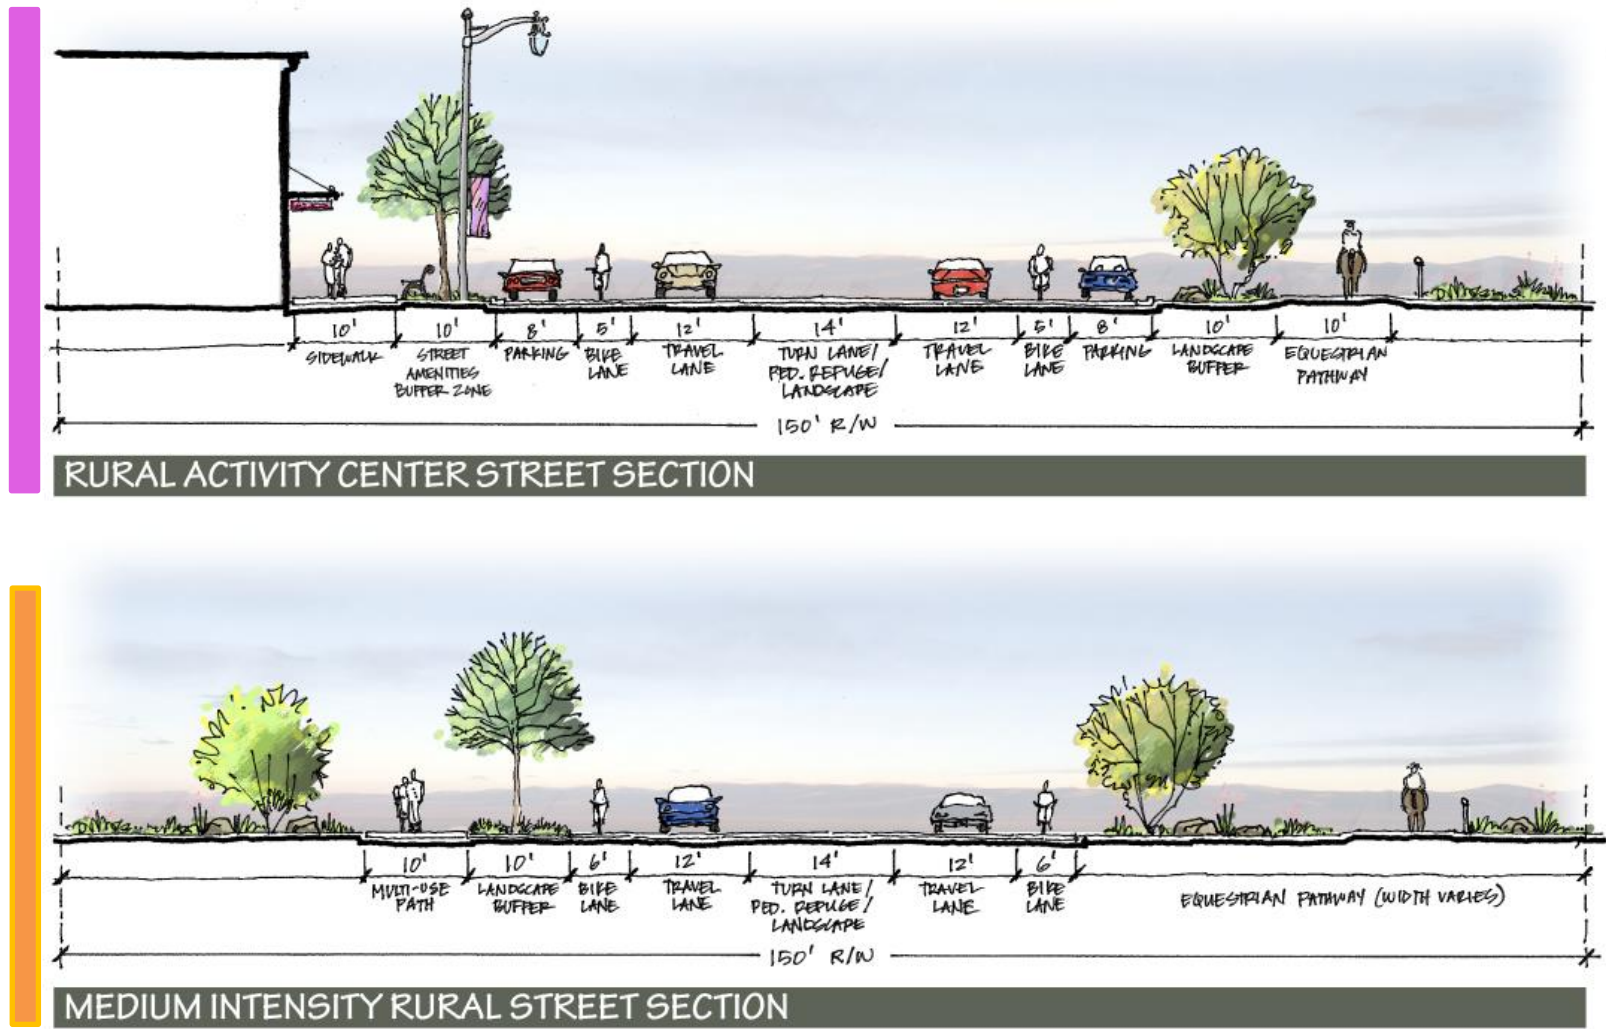 10' 10' 8' 5' 12' 14' 12' 5' 8' 10' 10'
SIDEWALK STREET AMENITIES BUFFER ZONE PARKING BIKE LANE TRAVEL LANE TURN LANE/ PED. REFUGE/ LANDSCAPE TRAVEL LANE BIKE LANE PARKING LANDSCAPE BUFFER EQUESTRIAN PATHWAY
150' R/W
RURAL ACTIVITY CENTER STREET SECTION
10' 10' 6' 12' 14' 12' 6'
MULTI-USE PATH LANDSCAPE BUFFER BIKE LANE TRAVEL LANE TURN LANE/ PED. REFUGE/ LANDSCAPE TRAVEL LANE BIKE LANE EQUESTRIAN PATHWAY (WIDTH VARIES)
150' R/W
MEDIUM INTENSITY RURAL STREET SECTION